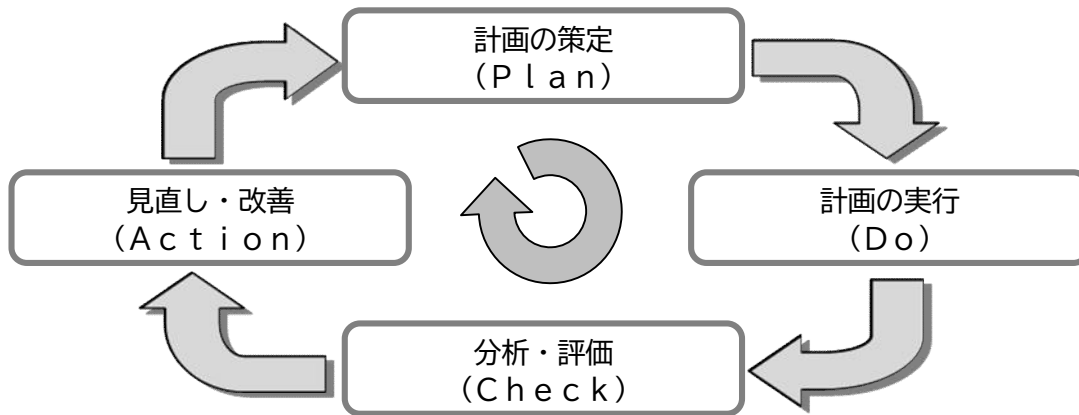 計画の策定
（Ｐｌａｎ）
計画の実行
（Ｄｏ）
分析・評価
（Ｃｈｅｃｋ）
見直し・改善
（Ａｃｔｉｏｎ）